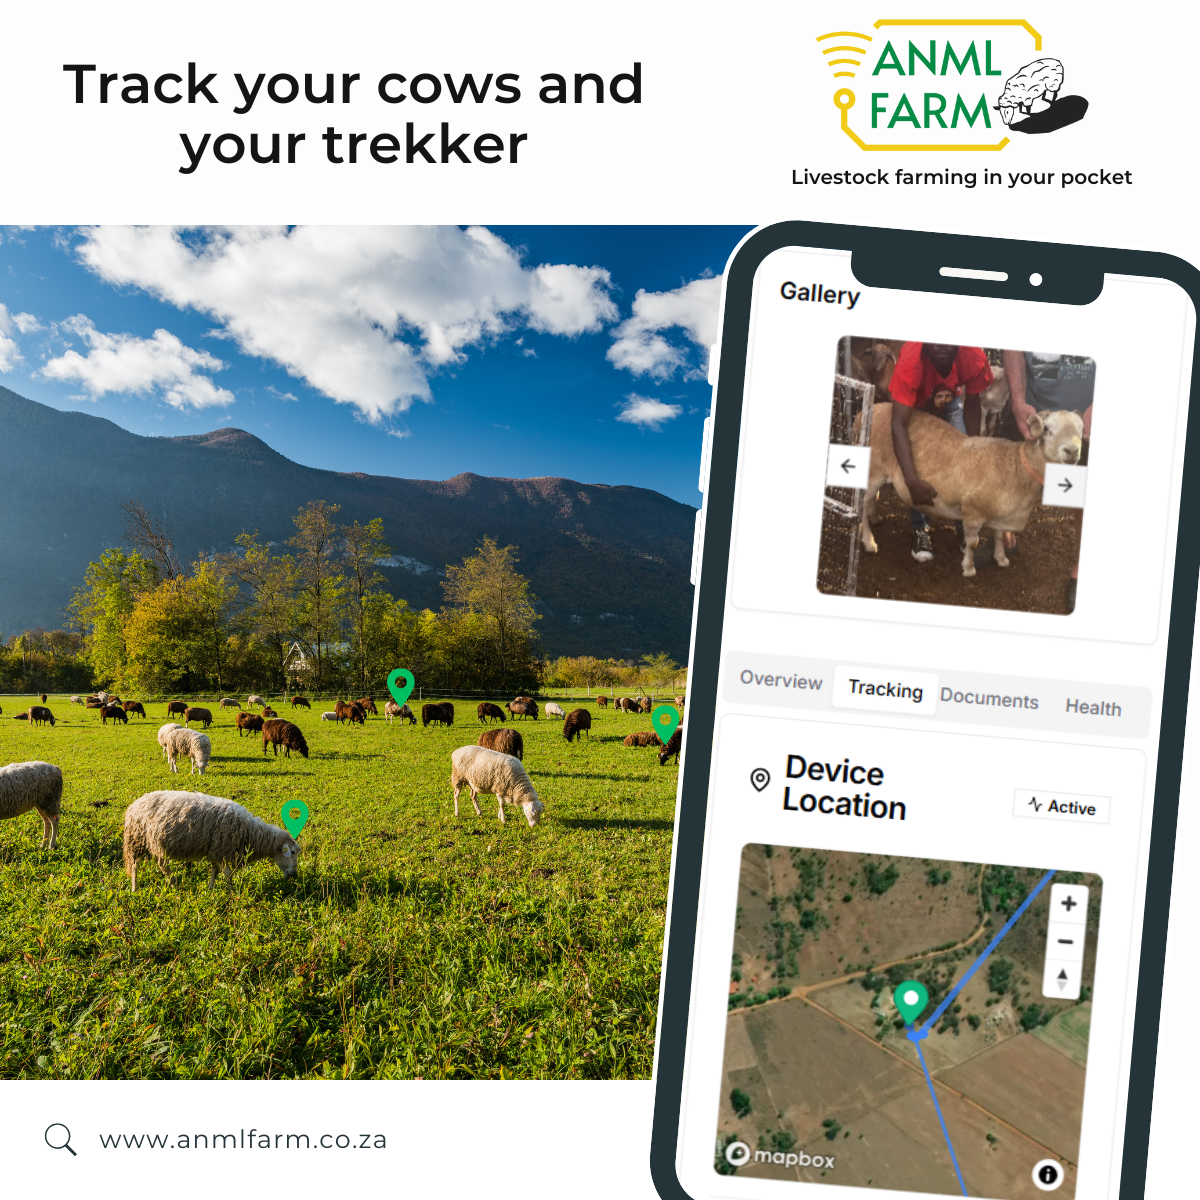 Track your cows and
your trekker
ANML
FARM
Livestock farming in your pocket
Gallery
Overview Tracking Documents Health
Device
Location
Active
mapbox
www.anmlfarm.co.za